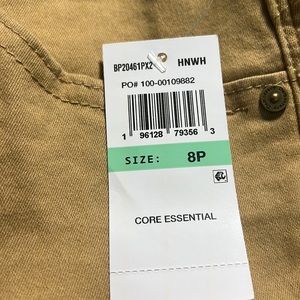 BP20461PX2 HNWH
PO# 100-00109882
1 96128 79356 3
SIZE: 8P
CORE ESSENTIAL